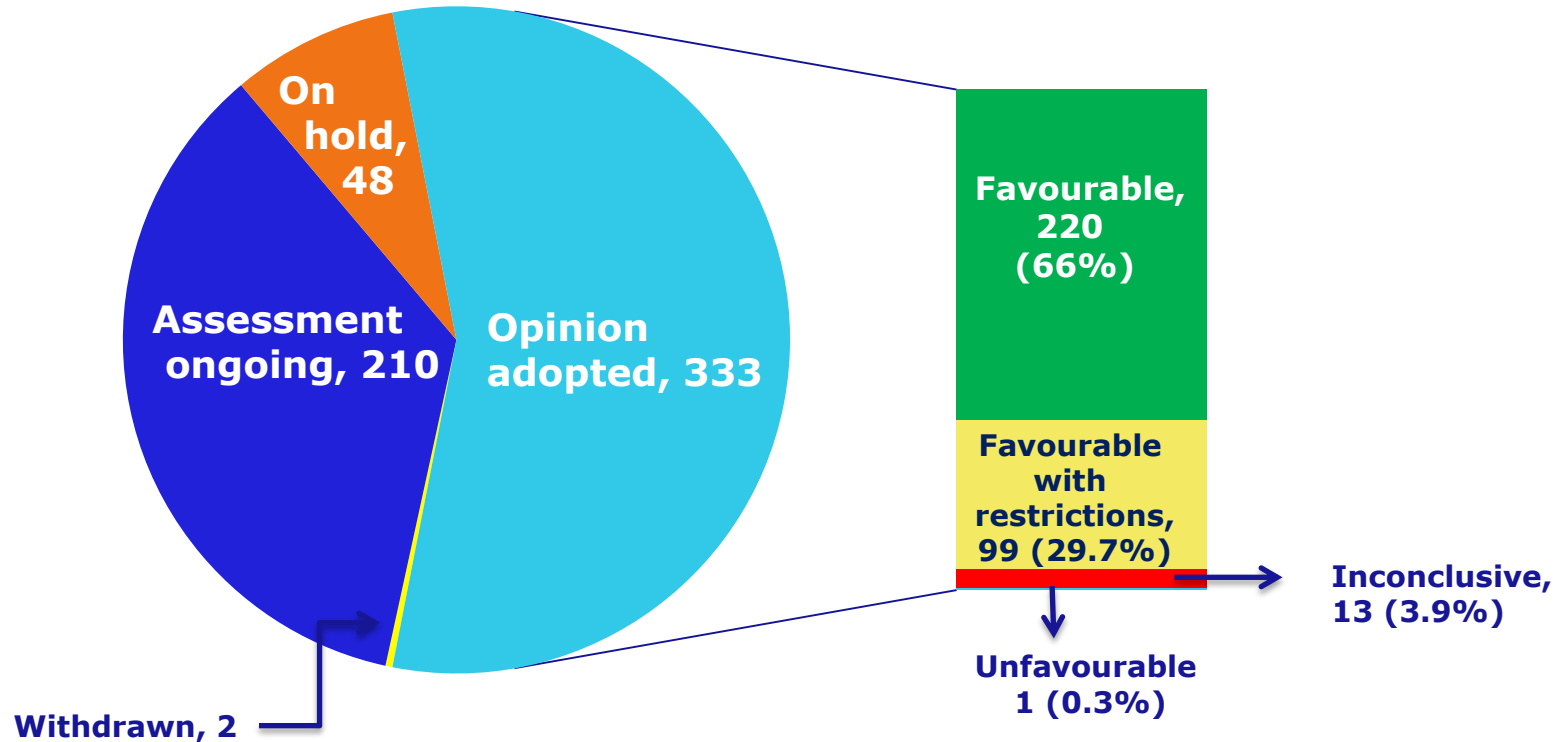 On
hold,
48
Assessment
ongoing, 210
Opinion
adopted, 333
Withdrawn, 2
Favourable,
220
(66%)
Favourable
with
restrictions,
99 (29.7%)
Inconclusive,
13 (3.9%)
Unfavourable
1 (0.3%)